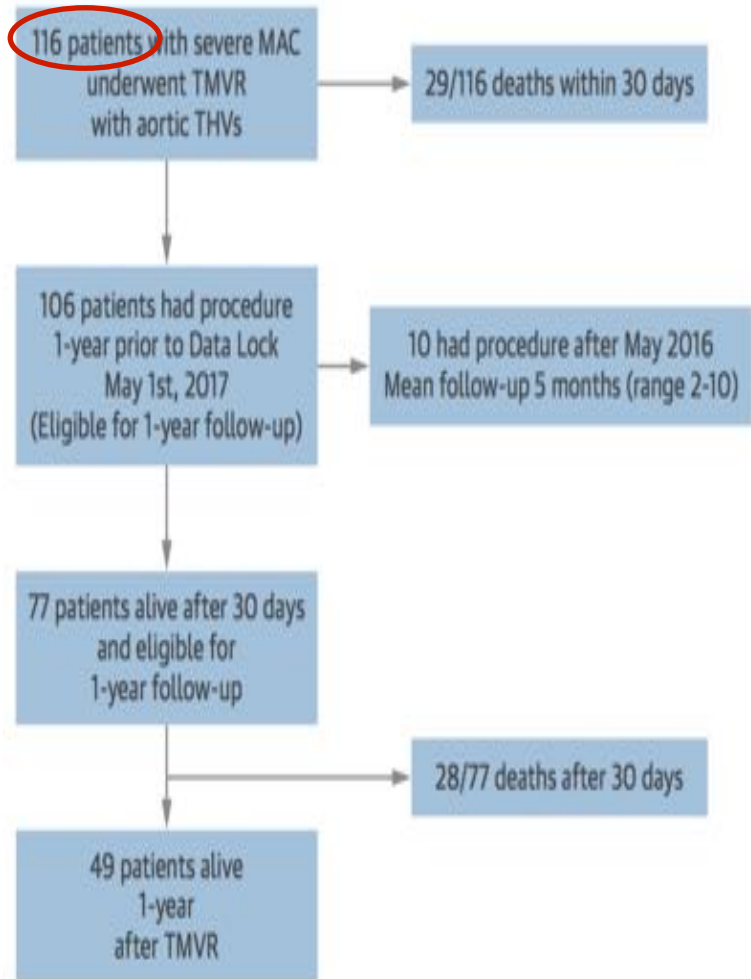 116 patients with severe MAC
underwent TMVR
with aortic THVs
29/116 deaths within 30 days
106 patients had procedure
1-year prior to Data Lock
May 1st, 2017
(Eligible for 1-year follow-up)
10 had procedure after May 2016
Mean follow-up 5 months (range 2-10)
77 patients alive after 30 days
and eligible for
1-year follow-up
28/77 deaths after 30 days
49 patients alive
1-year
after TMVR